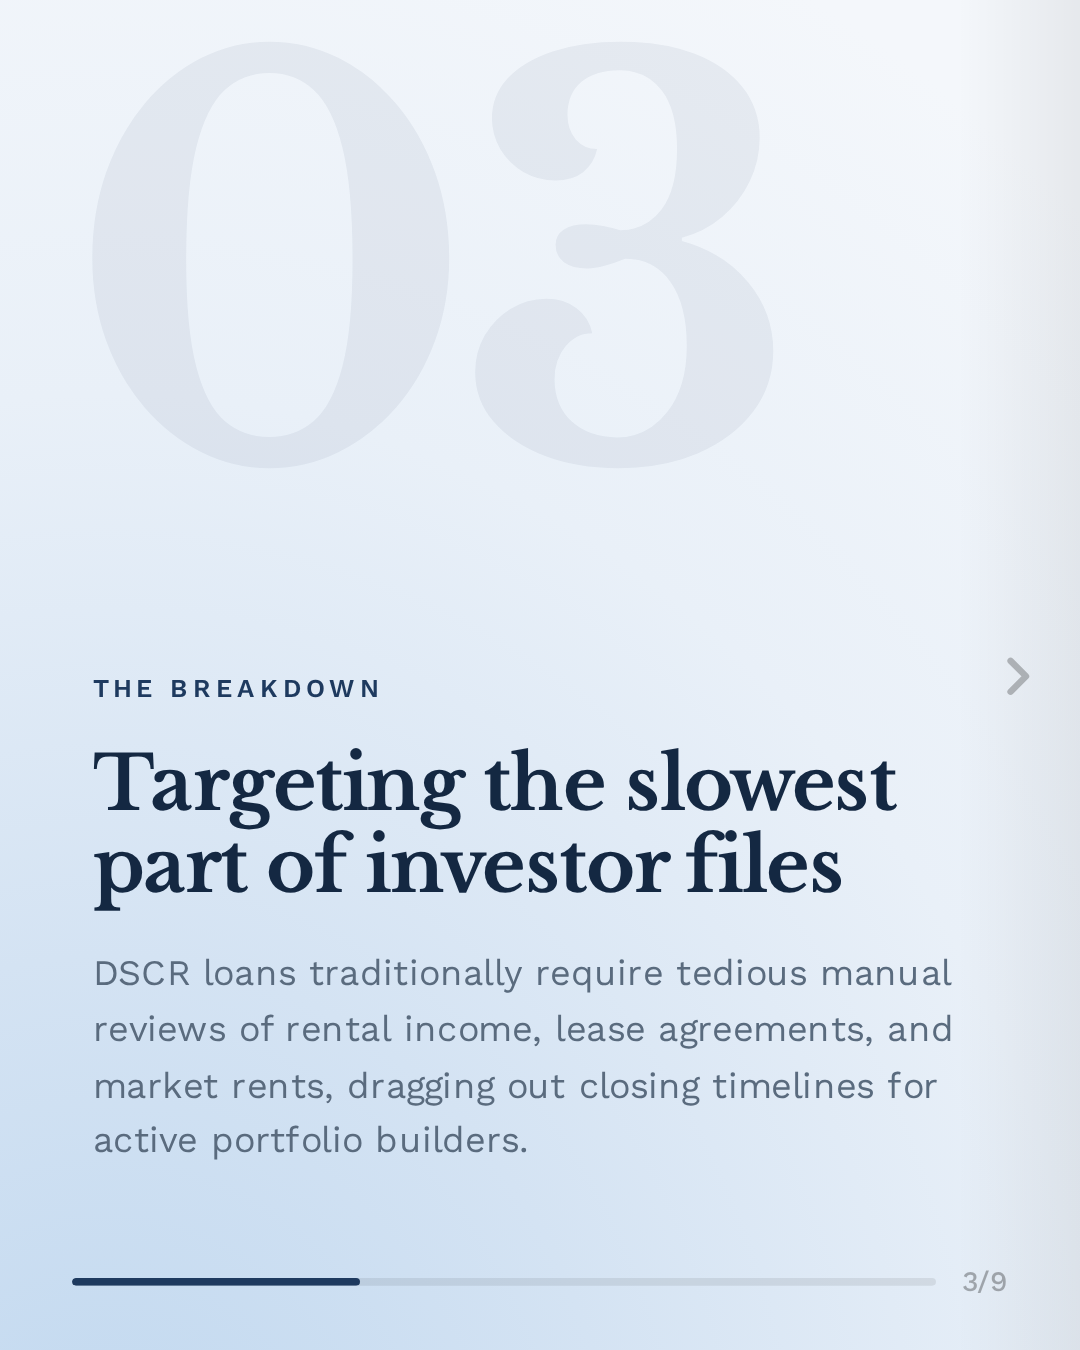 03
THE BREAKDOWN
Targeting the slowest
part of investor files
DSCR loans traditionally require tedious manual
reviews of rental income, lease agreements, and
market rents, dragging out closing timelines for
active portfolio builders.
3/9